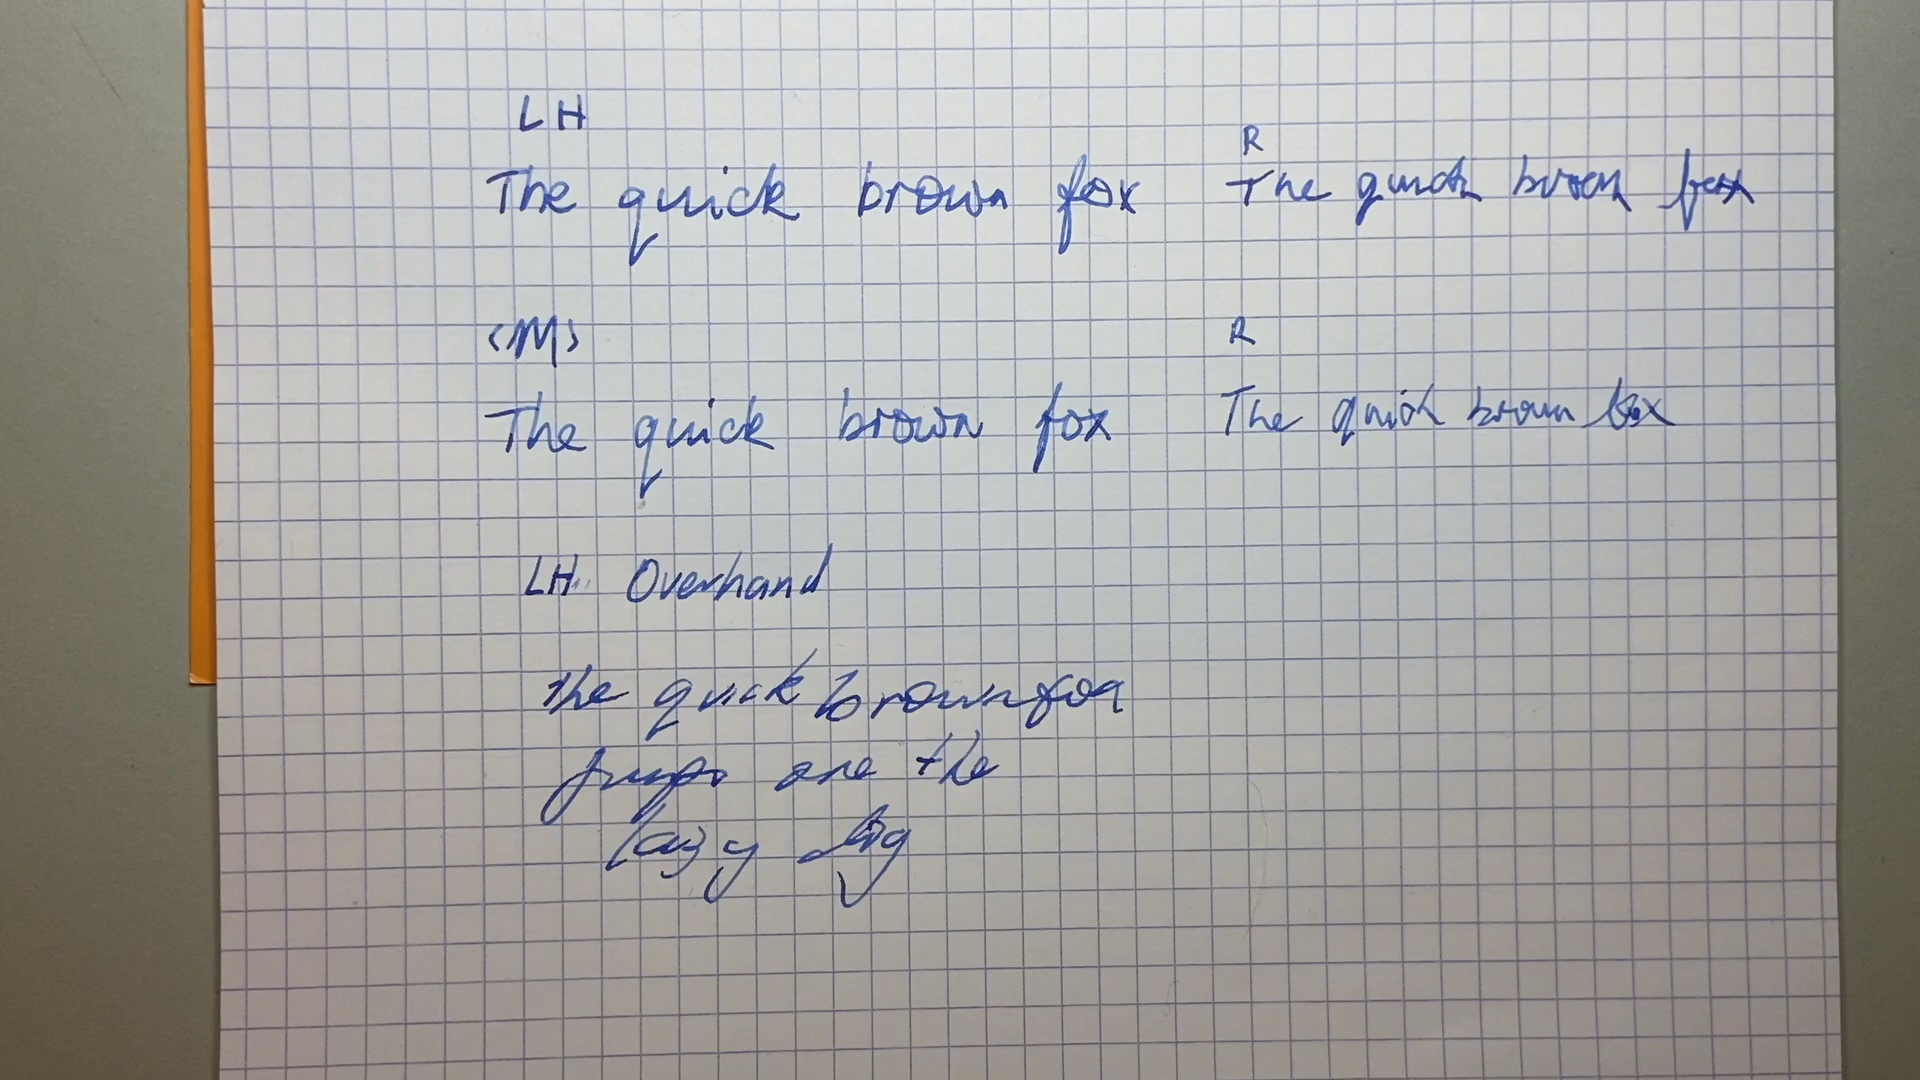 LH
R
The quick brown fox The quick brown fox
<M>
R
The quick brown fox The quick brown fox
LH Overhand
the quick brown fox
jumps are the
lazy dog